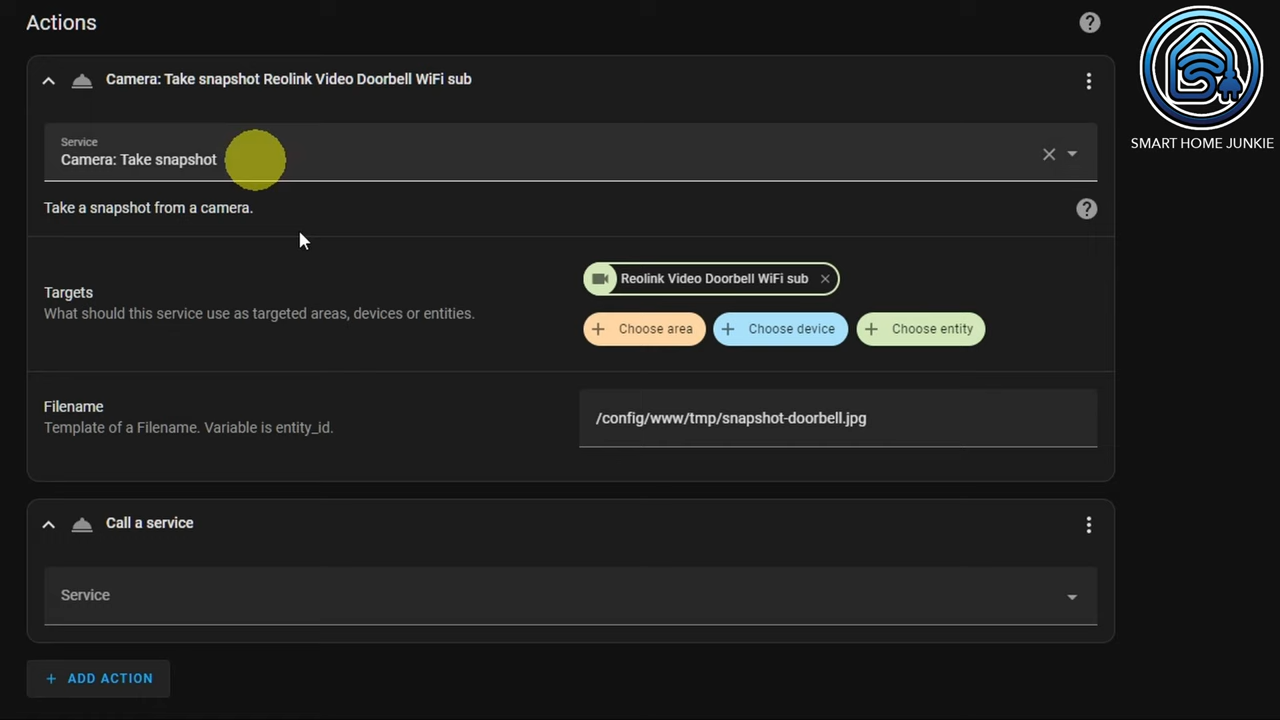 Actions
SMART HOME JUNKIE
Camera: Take snapshot Reolink Video Doorbell WiFi sub
Service
Camera: Take snapshot
Take a snapshot from a camera.
Targets
What should this service use as targeted areas, devices or entities.
Reolink Video Doorbell WiFi sub
Choose area
Choose device
Choose entity
Filename
Template of a Filename. Variable is entity_id.
/config/www/tmp/snapshot-doorbell.jpg
Call a service
Service
+ ADD ACTION